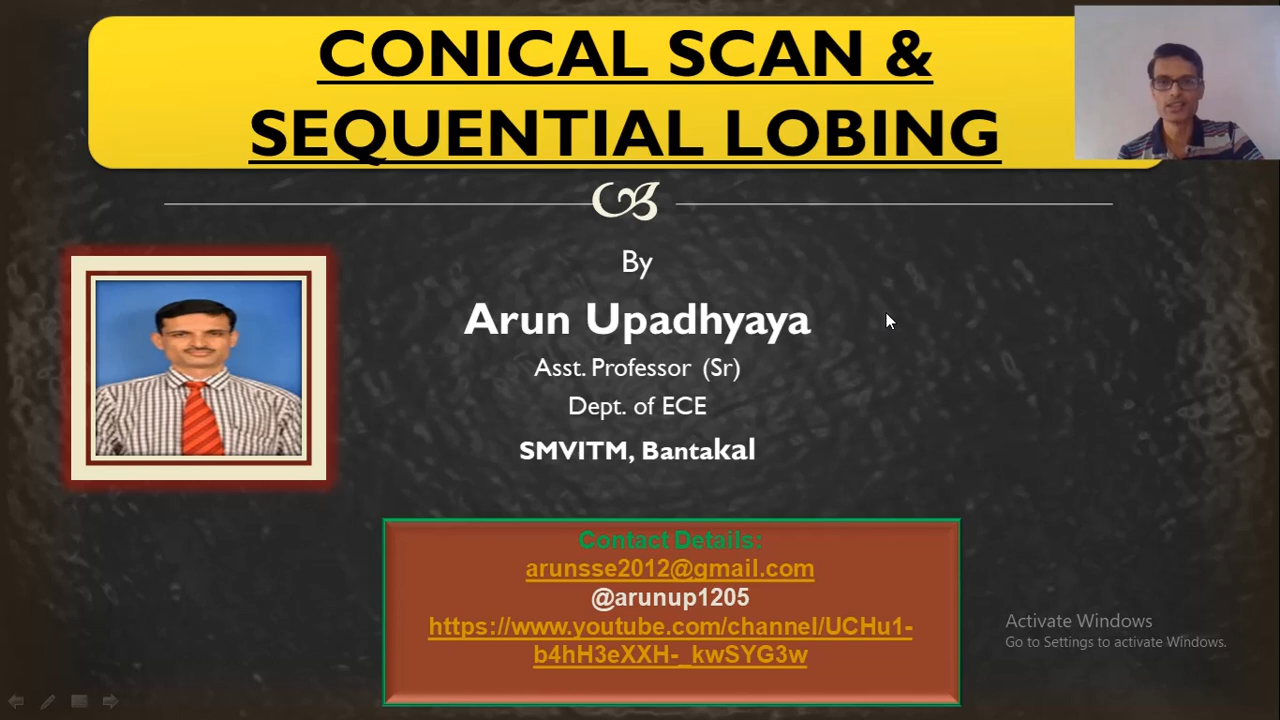 CONICAL SCAN &
SEQUENTIAL LOBING
By
Arun Upadhyaya
Asst. Professor (Sr)
Dept. of ECE
SMVITM, Bantakal
Contact Details:
arunsse2012@gmail.com
@arunup1205
https://www.youtube.com/channel/UCHu1-
b4hH3eXXH-_kwSYG3w
Activate Windows
Go to Settings to activate Windows.